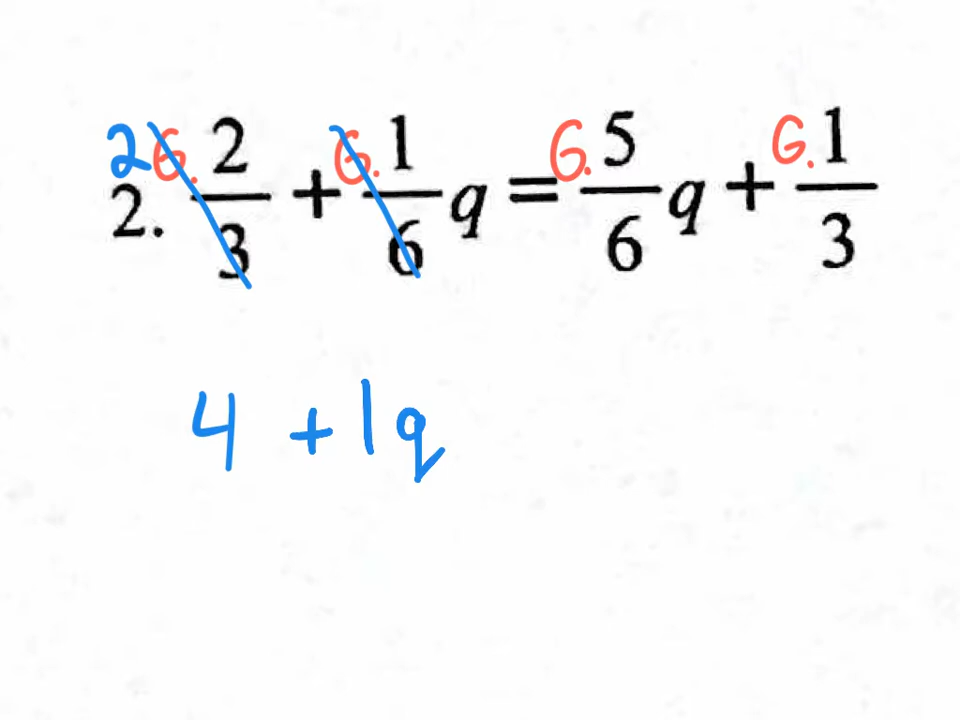 2 6. 2/3 + 6. 1/6 q = 6. 5/6 q + 6. 1/3
2.
4 + 1q